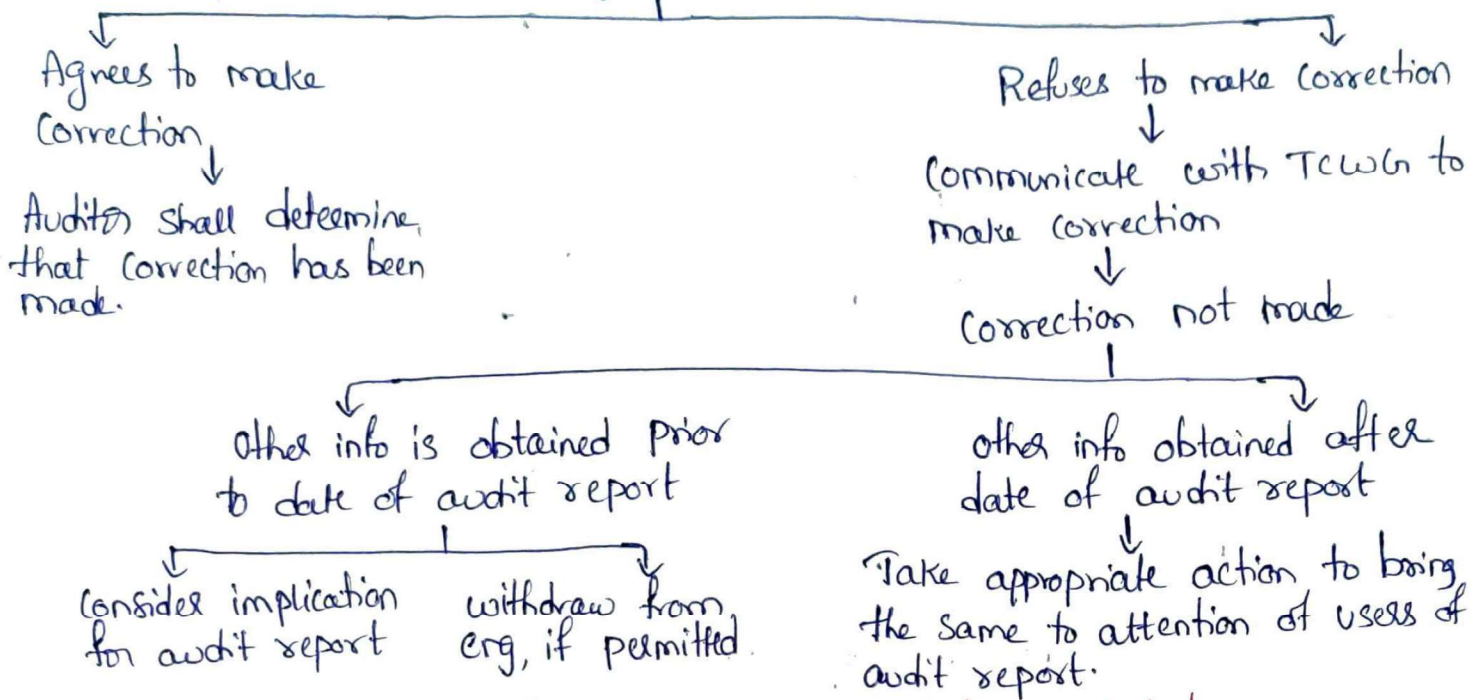 Agrees to make
Correction
Refuses to make correction
Auditor shall determine
that correction has been
made.
Communicate with TCWG to
make correction
Correction not made
Other info is obtained prior
to date of audit report
other info obtained after
date of audit report
Consider implication
for audit report
withdraw from
erg, if permitted.
Take appropriate action to bring
the same to attention of users of
audit report.